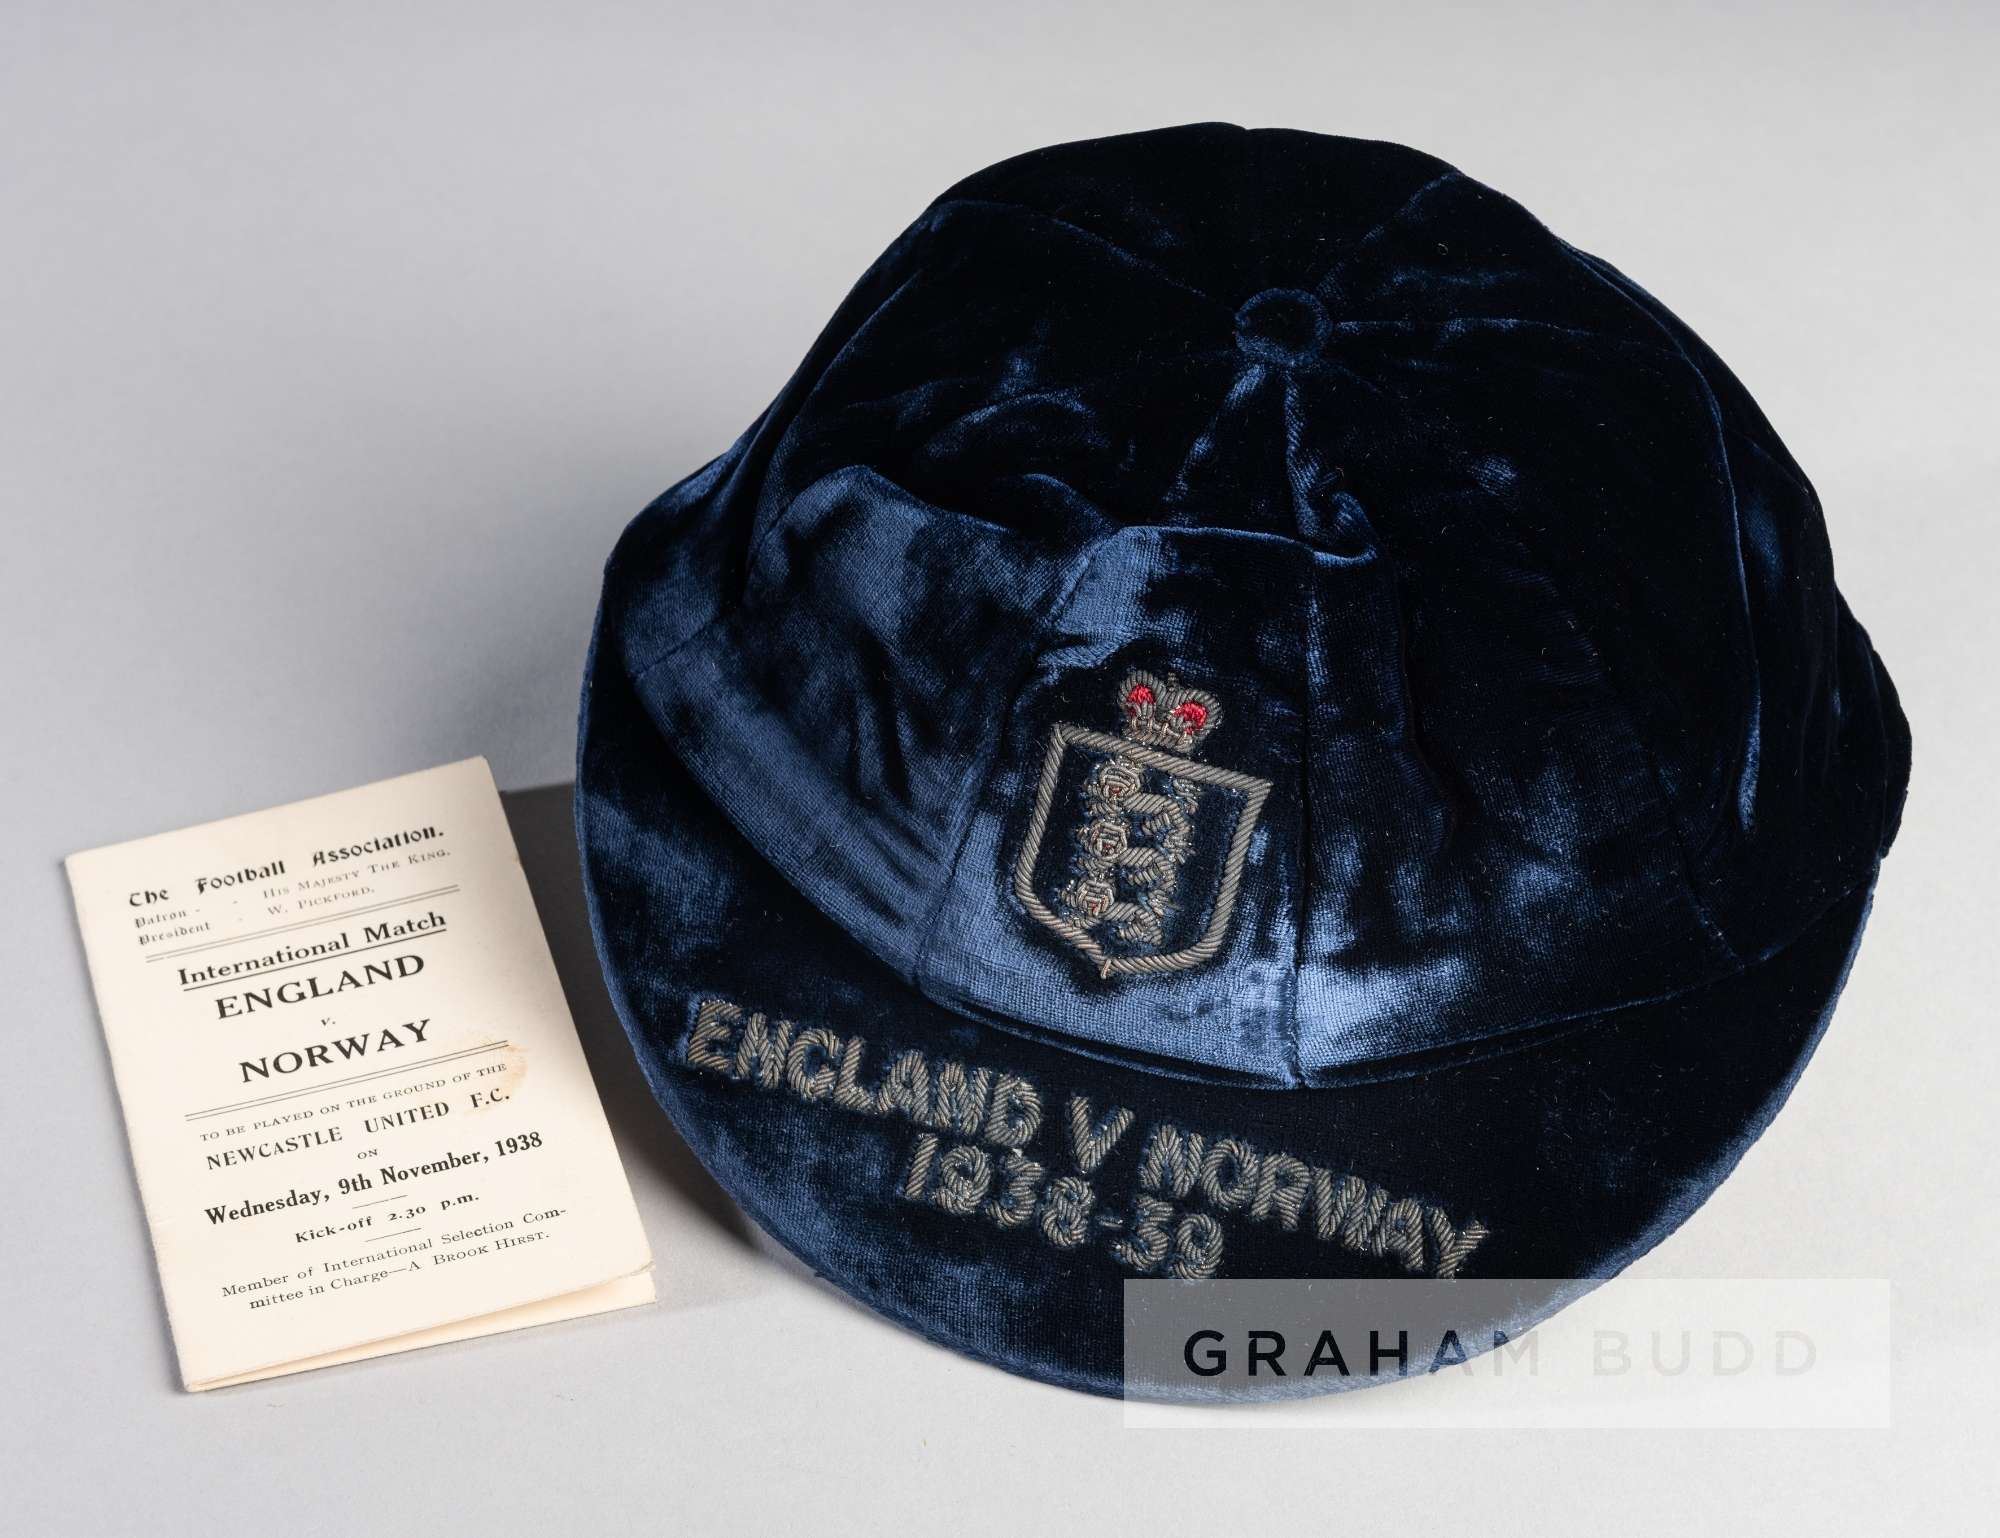 The Football Association.
Patron - - His Majesty The King.
President - W. Pickford.
International Match
ENGLAND
v.
NORWAY
TO BE PLAYED ON THE GROUND OF THE
NEWCASTLE UNITED F.C.
ON
Wednesday, 9th November, 1938
Kick-off 2.30 p.m.
Member of International Selection Com-
mittee in Charge—A Brook Hirst.
ENGLAND V NORWAY
1938-39
GRAHAM BUDD